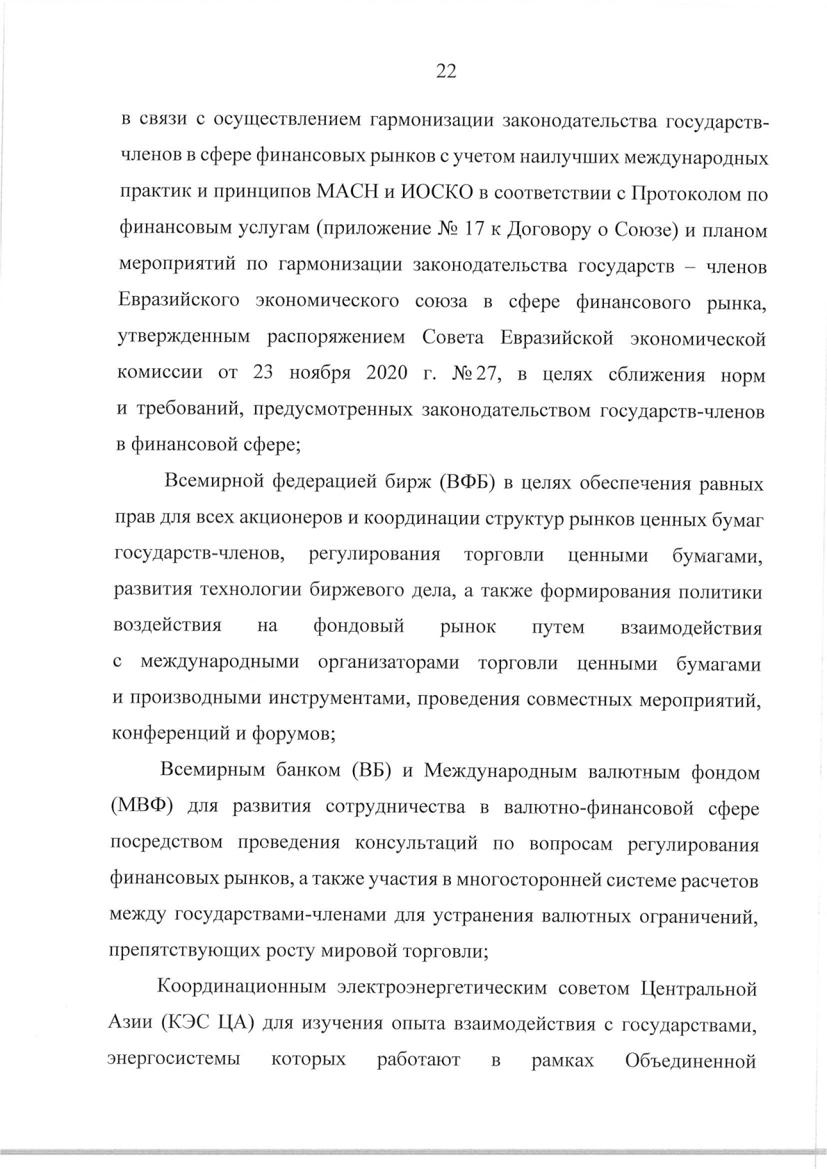 22
в связи с осуществлением гармонизации законодательства государств-
членов в сфере финансовых рынков с учетом наилучших международных
практик и принципов МАСН и ИОСКО в соответствии с Протоколом по
финансовым услугам (приложение № 17 к Договору о Союзе) и планом
мероприятий по гармонизации законодательства государств – членов
Евразийского экономического союза в сфере финансового рынка,
утвержденным распоряжением Совета Евразийской экономической
комиссии от 23 ноября 2020 г. № 27, в целях сближения норм
и требований, предусмотренных законодательством государств-членов
в финансовой сфере;
Всемирной федерацией бирж (ВФБ) в целях обеспечения равных
прав для всех акционеров и координации структур рынков ценных бумаг
государств-членов, регулирования торговли ценными бумагами,
развития технологии биржевого дела, а также формирования политики
воздействия на фондовый рынок путем взаимодействия
с международными организаторами торговли ценными бумагами
и производными инструментами, проведения совместных мероприятий,
конференций и форумов;
Всемирным банком (ВБ) и Международным валютным фондом
(МВФ) для развития сотрудничества в валютно-финансовой сфере
посредством проведения консультаций по вопросам регулирования
финансовых рынков, а также участия в многосторонней системе расчетов
между государствами-членами для устранения валютных ограничений,
препятствующих росту мировой торговли;
Координационным электроэнергетическим советом Центральной
Азии (КЭС ЦА) для изучения опыта взаимодействия с государствами,
энергосистемы которых работают в рамках Объединенной